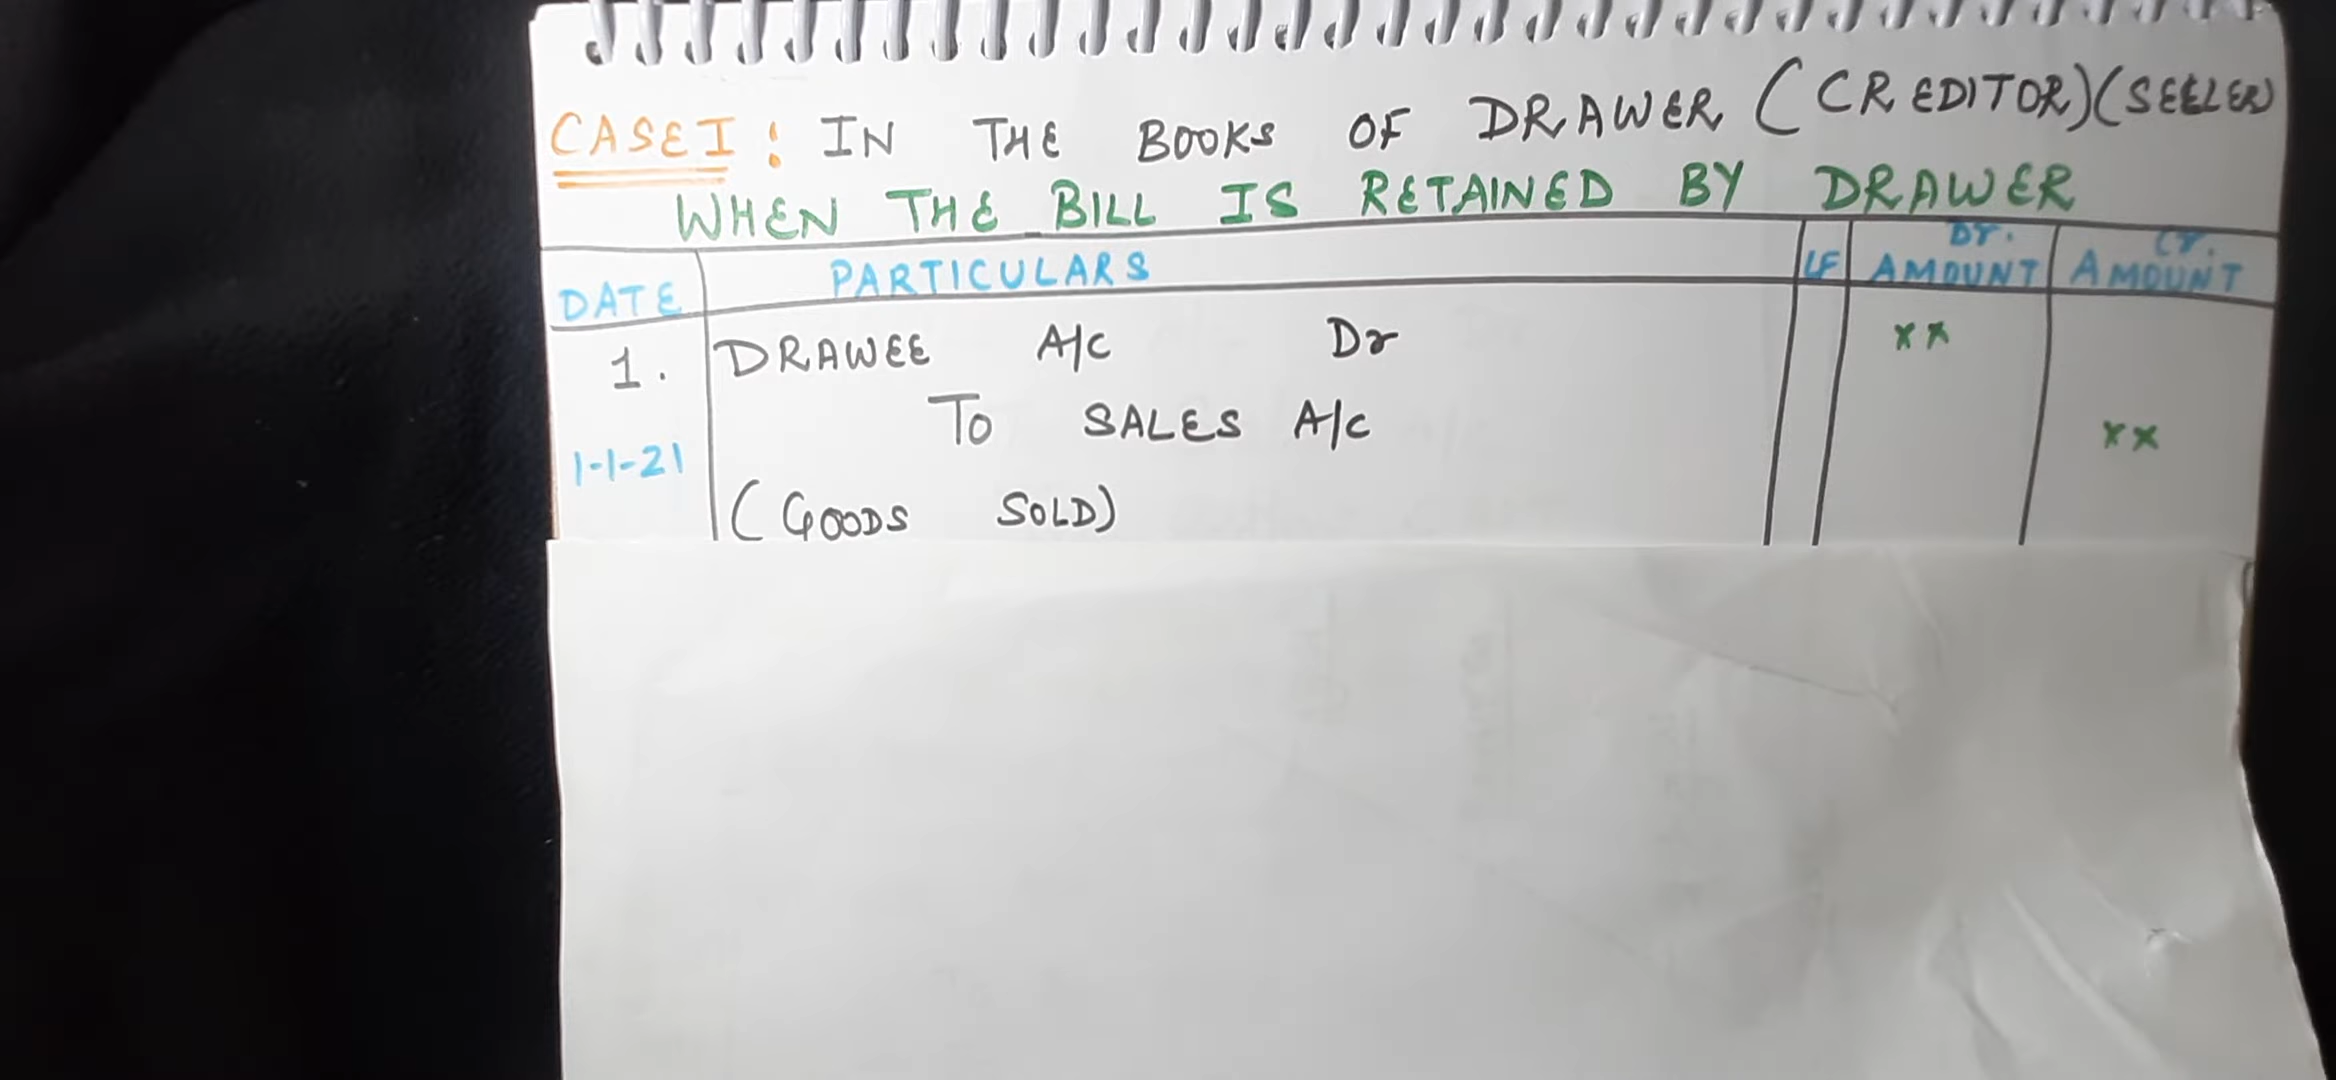 CASE I : IN THE BOOKS OF DRAWER (CREDITOR)(SEELER)
WHEN THE BILL IS RETAINED BY DRAWER
DATE PARTICULARS LF Dr. AMOUNT Cr. AMOUNT
1. DRAWEE A/C Dr xx
TO SALES A/C xx
1-1-21
(GOODS SOLD)